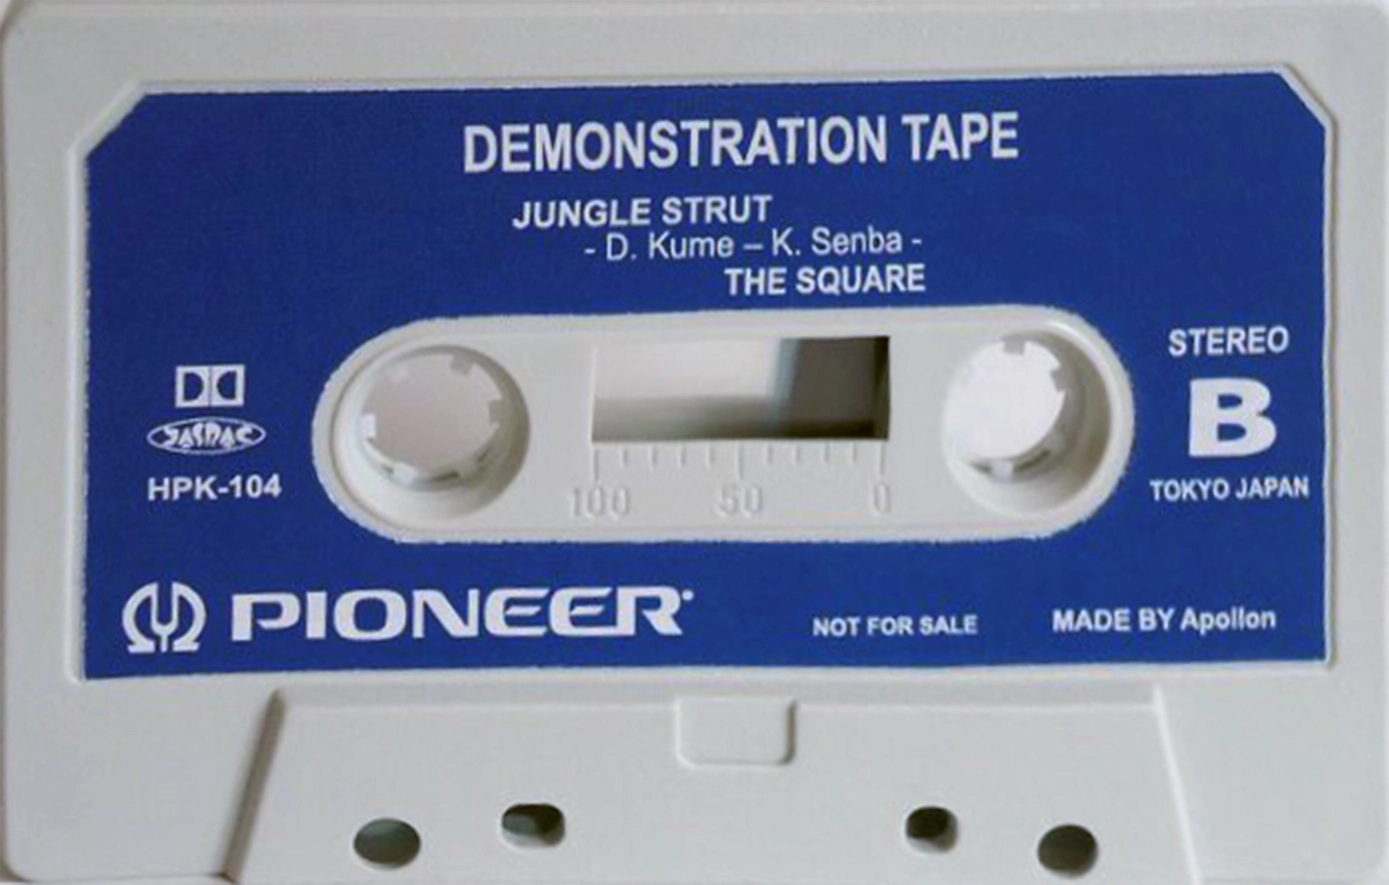 DEMONSTRATION TAPE
JUNGLE STRUT
- D. Kume – K. Senba -
THE SQUARE
STEREO
B
TOKYO JAPAN
JASRAC
HPK-104
100 50 0
PIONEER
NOT FOR SALE
MADE BY Apollon